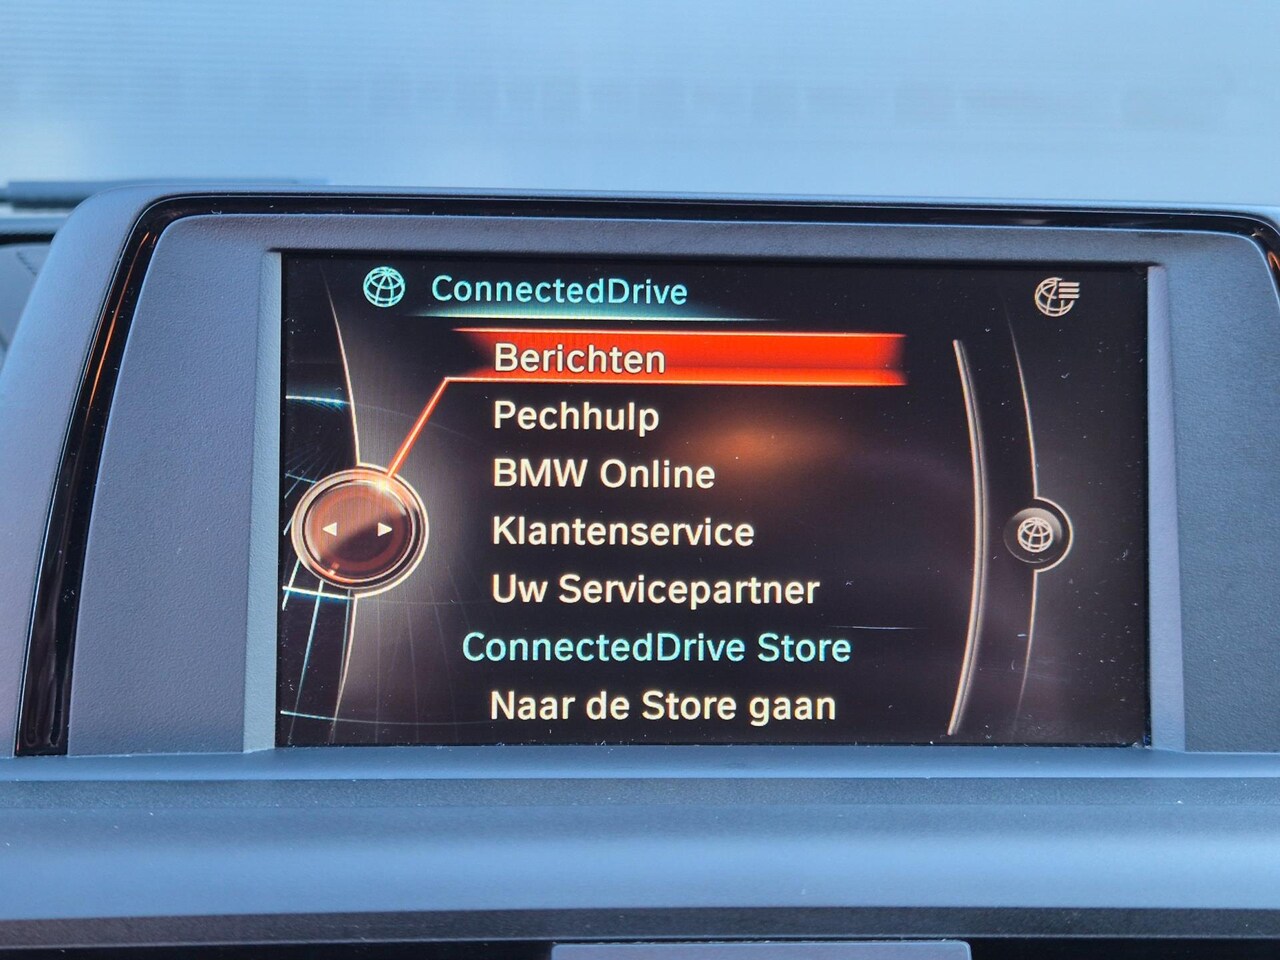 ConnectedDrive
Berichten
Pechhulp
BMW Online
Klantenservice
Uw Servicepartner
ConnectedDrive Store
Naar de Store gaan